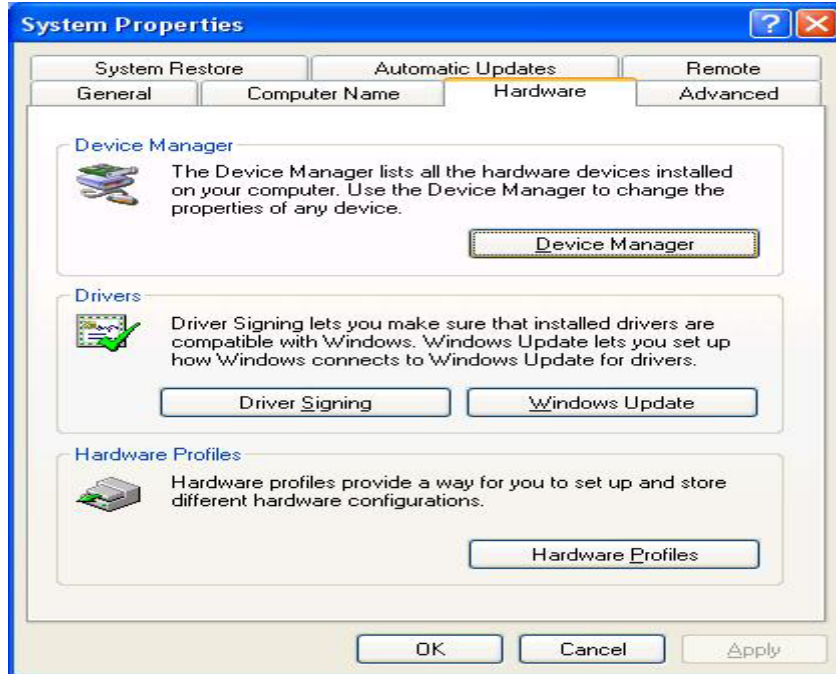 System Properties
System Restore Automatic Updates Remote
General Computer Name Hardware Advanced
Device Manager
The Device Manager lists all the hardware devices installed
on your computer. Use the Device Manager to change the
properties of any device.
Device Manager
Drivers
Driver Signing lets you make sure that installed drivers are
compatible with Windows. Windows Update lets you set up
how Windows connects to Windows Update for drivers.
Driver Signing Windows Update
Hardware Profiles
Hardware profiles provide a way for you to set up and store
different hardware configurations.
Hardware Profiles
OK Cancel Apply